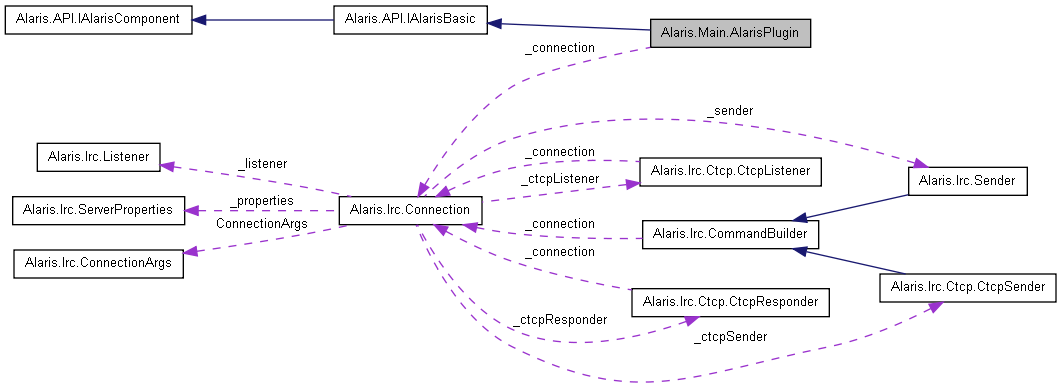 Alaris.API.IAlarisComponent
Alaris.API.IAlarisBasic
Alaris.Main.AlarisPlugin
_connection
_sender
Alaris.Irc.Listener
_listener
_connection
Alaris.Irc.Ctcp.CtcpListener
_ctcpListener
Alaris.Irc.Sender
Alaris.Irc.ServerProperties
_properties
Alaris.Irc.Connection
ConnectionArgs
_connection
Alaris.Irc.CommandBuilder
Alaris.Irc.ConnectionArgs
_connection
Alaris.Irc.Ctcp.CtcpSender
Alaris.Irc.Ctcp.CtcpResponder
_ctcpResponder
_ctcpSender